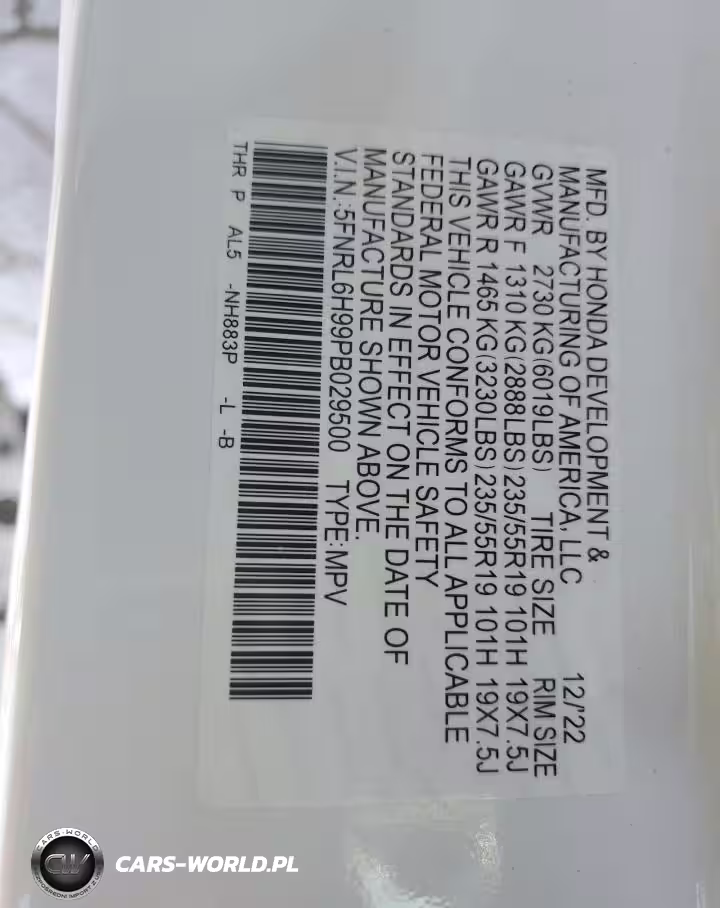 MFD. BY HONDA DEVELOPMENT &
MANUFACTURING OF AMERICA, LLC 12/'22
GVWR 2730 KG(6019LBS) TIRE SIZE RIM SIZE
GAWR F 1310 KG(2888LBS) 235/55R19 101H 19X7.5J
GAWR R 1465 KG(3230LBS) 235/55R19 101H 19X7.5J
THIS VEHICLE CONFORMS TO ALL APPLICABLE
FEDERAL MOTOR VEHICLE SAFETY
STANDARDS IN EFFECT ON THE DATE OF
MANUFACTURE SHOWN ABOVE.
V.I.N.:5FNRL6H99PB029500 TYPE:MPV
THR P AL5 -NH883P -L -B
CARS-WORLD
CW
CARS-WORLD.PL